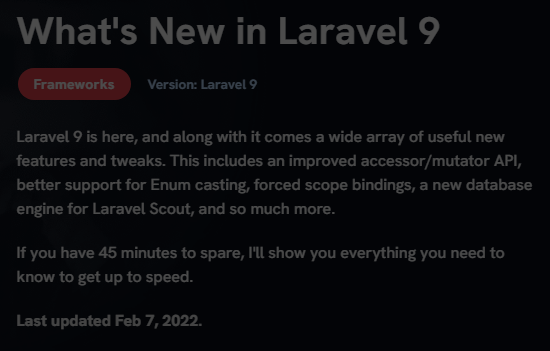 What's New in Laravel 9
Frameworks Version: Laravel 9
Laravel 9 is here, and along with it comes a wide array of useful new
features and tweaks. This includes an improved accessor/mutator API,
better support for Enum casting, forced scope bindings, a new database
engine for Laravel Scout, and so much more.
If you have 45 minutes to spare, I'll show you everything you need to
know to get up to speed.
Last updated Feb 7, 2022.